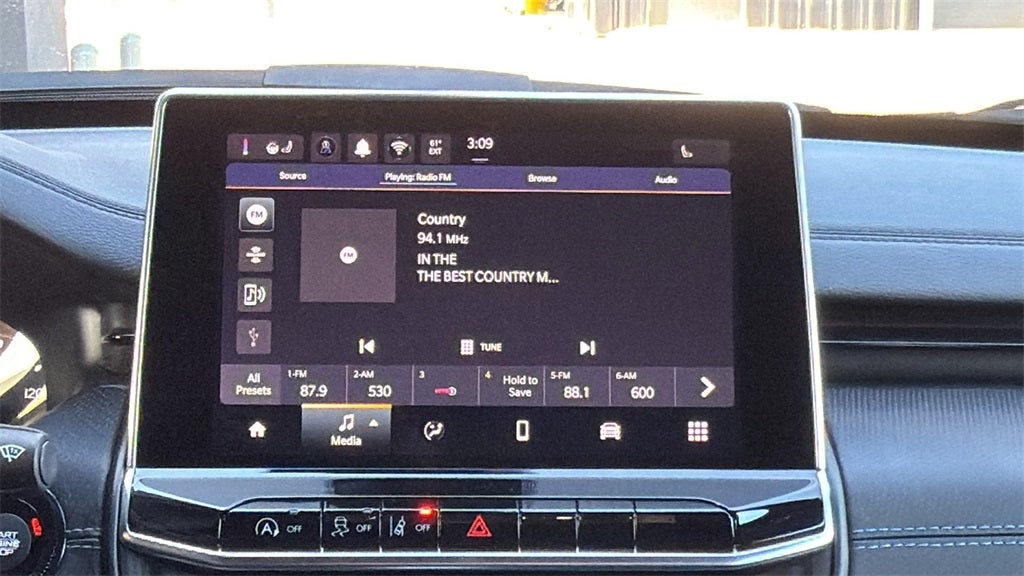 61°
EXT
3:09
Source
Playing: Radio FM
Browse
Audio
FM
FM
Country
94.1 MHz
IN THE
THE BEST COUNTRY M...
TUNE
All
Presets
1-FM
87.9
2-AM
530
3
4
Hold to
Save
5-FM
88.1
6-AM
600
Media
120
A OFF
OFF
OFF